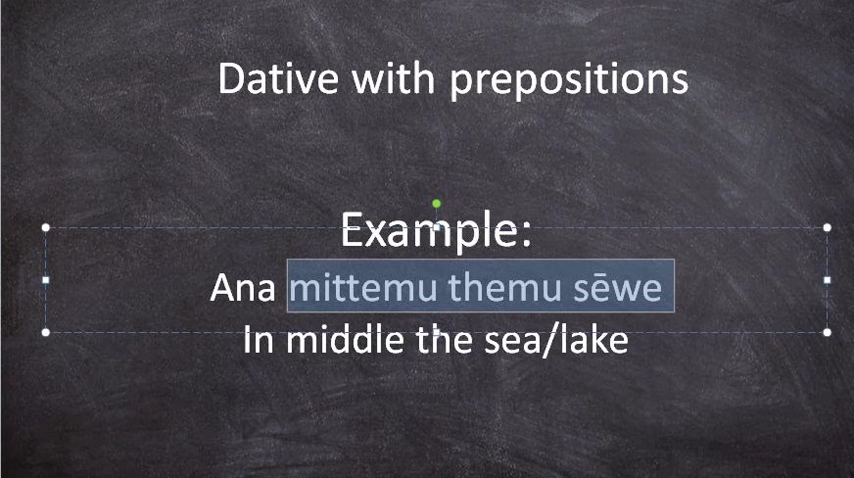 Dative with prepositions
Example:
Ana mittemu themu sēwe
In middle the sea/lake